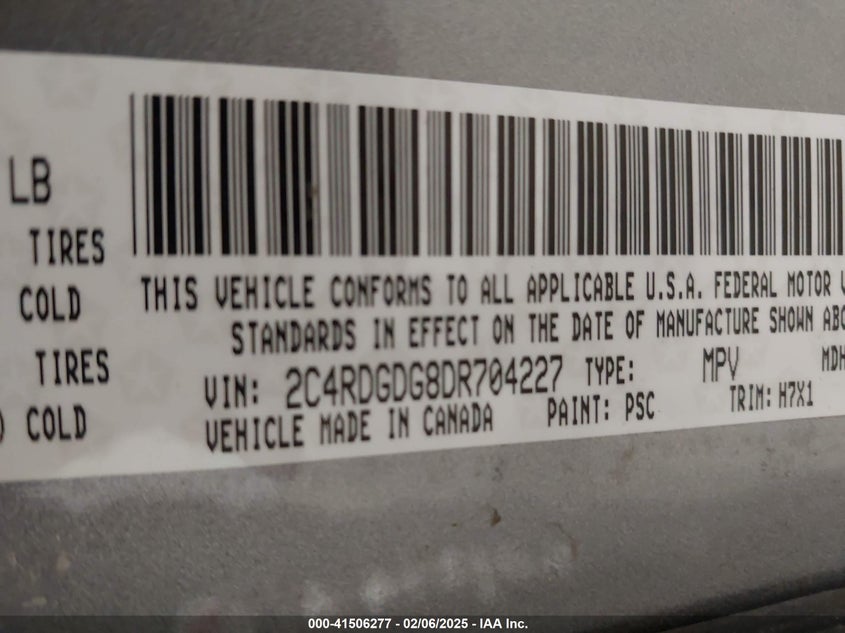 LB
TIRES
COLD
TIRES
COLD
THIS VEHICLE CONFORMS TO ALL APPLICABLE U.S.A. FEDERAL MOTOR V
STANDARDS IN EFFECT ON THE DATE OF MANUFACTURE SHOWN ABO
VIN: 2C4RDGDG8DR704227 TYPE: MPV MDH
VEHICLE MADE IN CANADA PAINT: PSC TRIM: H7X1
000-41506277 - 02/06/2025 - IAA Inc.